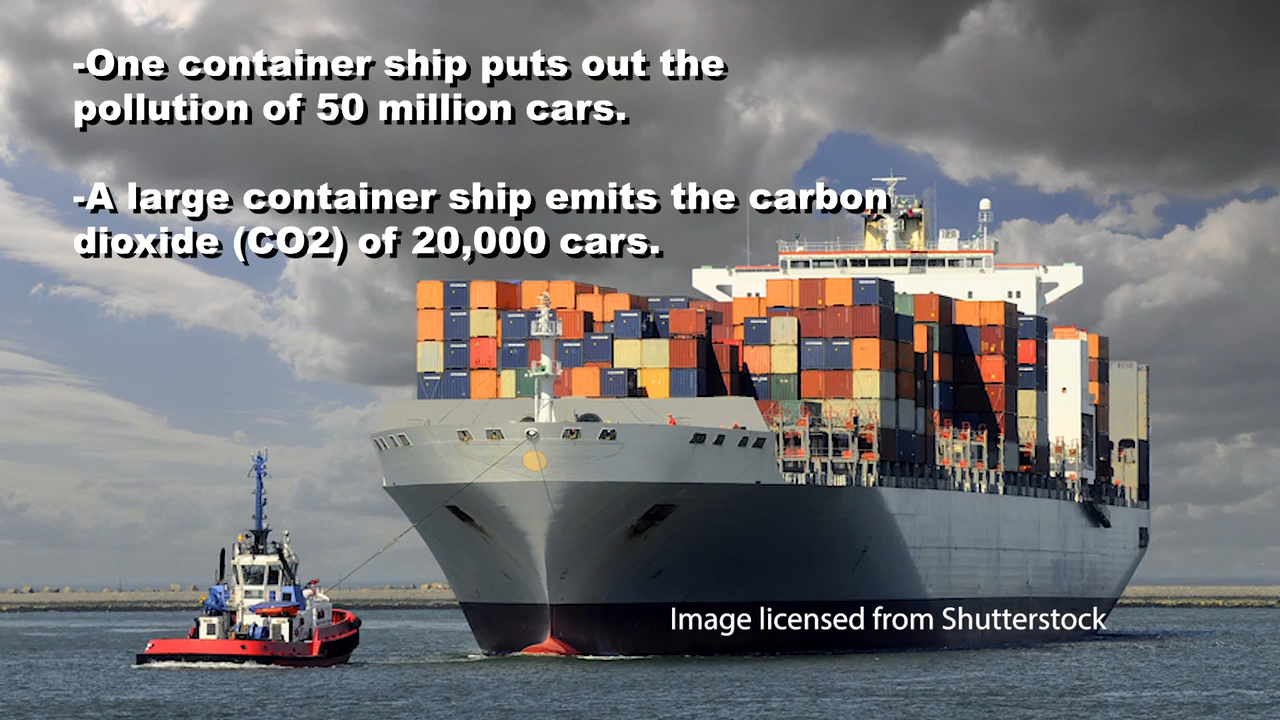 -One container ship puts out the
pollution of 50 million cars.
-A large container ship emits the carbon
dioxide (CO2) of 20,000 cars.
Image licensed from Shutterstock